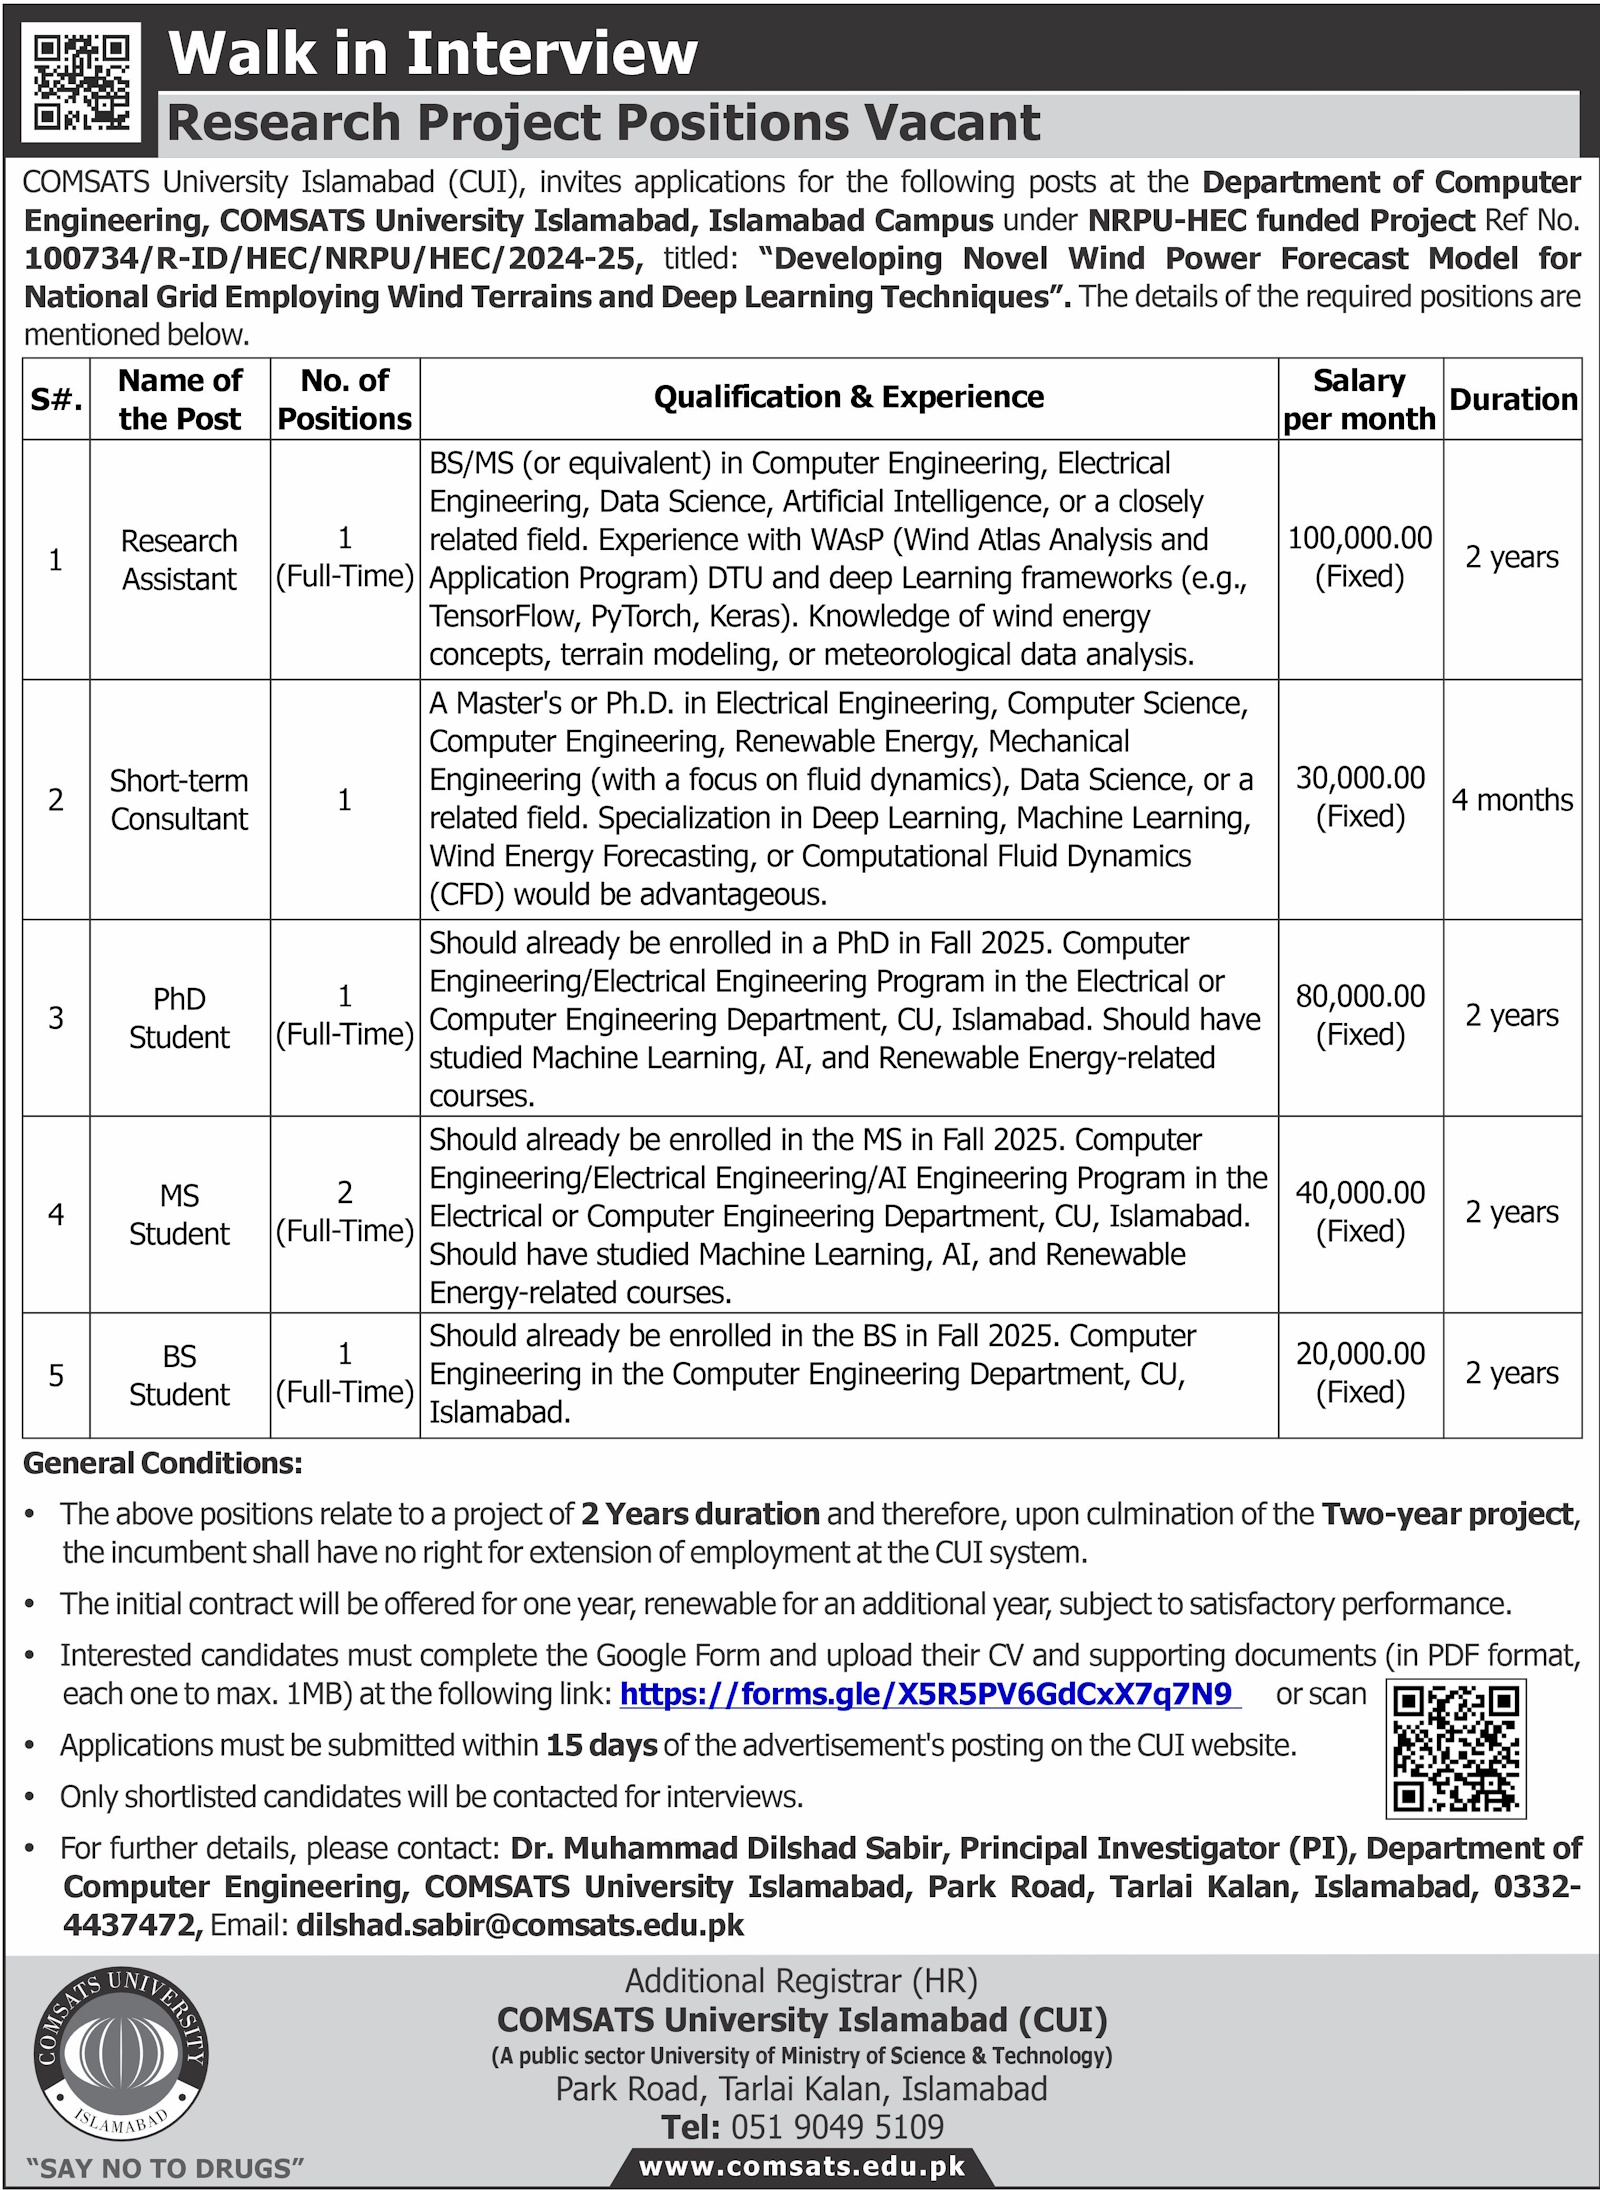 Walk in Interview
Research Project Positions Vacant
COMSATS University Islamabad (CUI), invites applications for the following posts at the Department of Computer
Engineering, COMSATS University Islamabad, Islamabad Campus under NRPU-HEC funded Project Ref No.
100734/R-ID/HEC/NRPU/HEC/2024-25, titled: “Developing Novel Wind Power Forecast Model for
National Grid Employing Wind Terrains and Deep Learning Techniques”. The details of the required positions are
mentioned below.
S#.
Name of
the Post
No. of
Positions
Qualification & Experience
Salary
per month
Duration
1
Research
Assistant
1
(Full-Time)
BS/MS (or equivalent) in Computer Engineering, Electrical
Engineering, Data Science, Artificial Intelligence, or a closely
related field. Experience with WAsP (Wind Atlas Analysis and
Application Program) DTU and deep Learning frameworks (e.g.,
TensorFlow, PyTorch, Keras). Knowledge of wind energy
concepts, terrain modeling, or meteorological data analysis.
100,000.00
(Fixed)
2 years
2
Short-term
Consultant
1
A Master's or Ph.D. in Electrical Engineering, Computer Science,
Computer Engineering, Renewable Energy, Mechanical
Engineering (with a focus on fluid dynamics), Data Science, or a
related field. Specialization in Deep Learning, Machine Learning,
Wind Energy Forecasting, or Computational Fluid Dynamics
(CFD) would be advantageous.
30,000.00
(Fixed)
4 months
3
PhD
Student
1
(Full-Time)
Should already be enrolled in a PhD in Fall 2025. Computer
Engineering/Electrical Engineering Program in the Electrical or
Computer Engineering Department, CU, Islamabad. Should have
studied Machine Learning, AI, and Renewable Energy-related
courses.
80,000.00
(Fixed)
2 years
4
MS
Student
2
(Full-Time)
Should already be enrolled in the MS in Fall 2025. Computer
Engineering/Electrical Engineering/AI Engineering Program in the
Electrical or Computer Engineering Department, CU, Islamabad.
Should have studied Machine Learning, AI, and Renewable
Energy-related courses.
40,000.00
(Fixed)
2 years
5
BS
Student
1
(Full-Time)
Should already be enrolled in the BS in Fall 2025. Computer
Engineering in the Computer Engineering Department, CU,
Islamabad.
20,000.00
(Fixed)
2 years
General Conditions:
• The above positions relate to a project of 2 Years duration and therefore, upon culmination of the Two-year project,
the incumbent shall have no right for extension of employment at the CUI system.
• The initial contract will be offered for one year, renewable for an additional year, subject to satisfactory performance.
• Interested candidates must complete the Google Form and upload their CV and supporting documents (in PDF format,
each one to max. 1MB) at the following link: https://forms.gle/X5R5PV6GdCxX7q7N9 or scan
• Applications must be submitted within 15 days of the advertisement's posting on the CUI website.
• Only shortlisted candidates will be contacted for interviews.
• For further details, please contact: Dr. Muhammad Dilshad Sabir, Principal Investigator (PI), Department of
Computer Engineering, COMSATS University Islamabad, Park Road, Tarlai Kalan, Islamabad, 0332-
4437472, Email: dilshad.sabir@comsats.edu.pk
COMSATS UNIVERSITY
ISLAMABAD
“SAY NO TO DRUGS”
Additional Registrar (HR)
COMSATS University Islamabad (CUI)
(A public sector University of Ministry of Science & Technology)
Park Road, Tarlai Kalan, Islamabad
Tel: 051 9049 5109
www.comsats.edu.pk